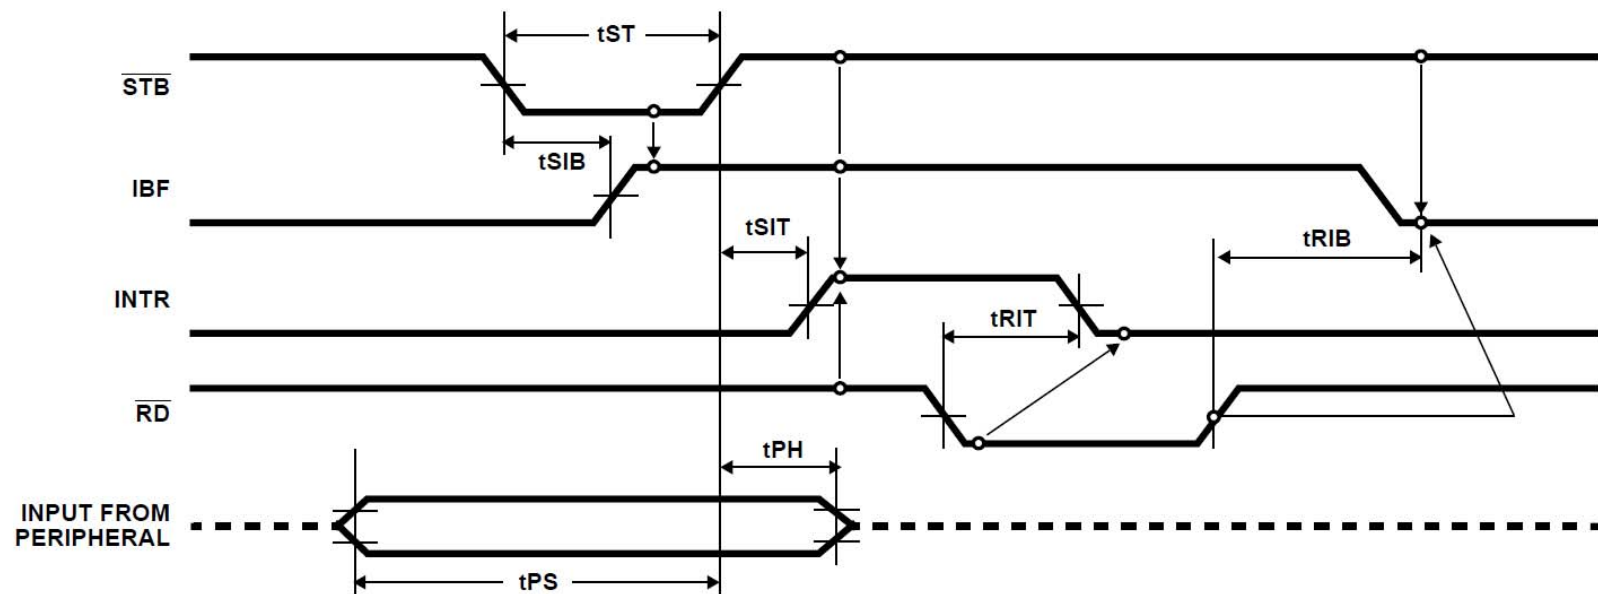 tST
STB
tSIB
IBF
tSIT
tRIB
INTR
tRIT
RD
tPH
INPUT FROM
PERIPHERAL
tPS